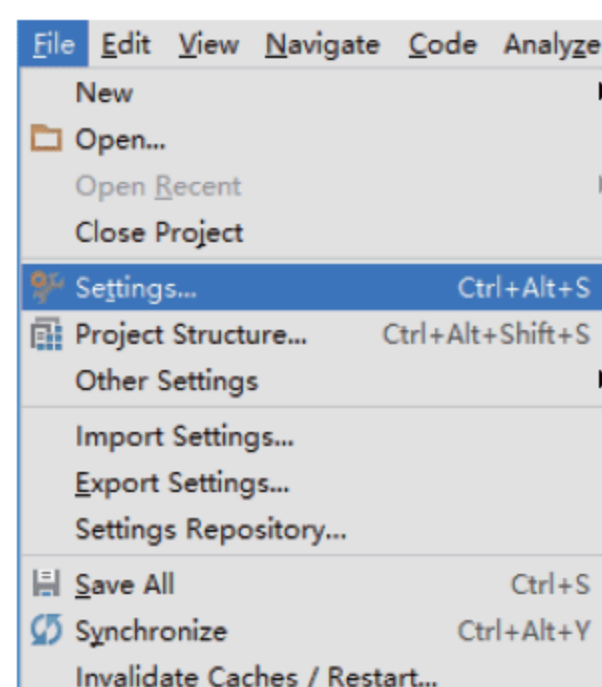 File Edit View Navigate Code Analyze
New
Open...
Open Recent
Close Project
Settings... Ctrl+Alt+S
Project Structure... Ctrl+Alt+Shift+S
Other Settings
Import Settings...
Export Settings...
Settings Repository...
Save All Ctrl+S
Synchronize Ctrl+Alt+Y
Invalidate Caches / Restart...